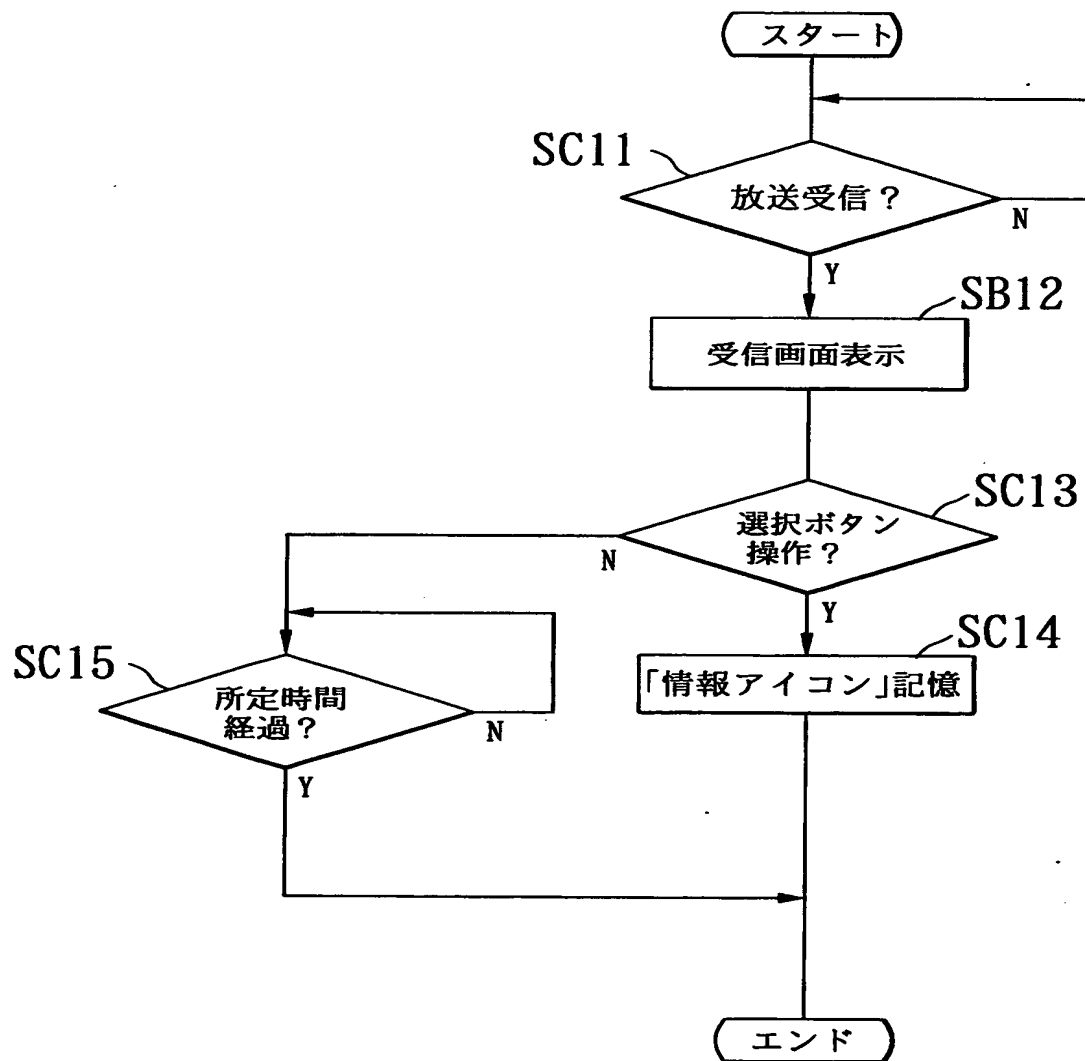 スタート
SC11
放送受信?
N
Y
SB12
受信画面表示
SC13
選択ボタン
操作?
N
Y
SC14
「情報アイコン」記憶
SC15
所定時間
経過?
N
Y
エンド